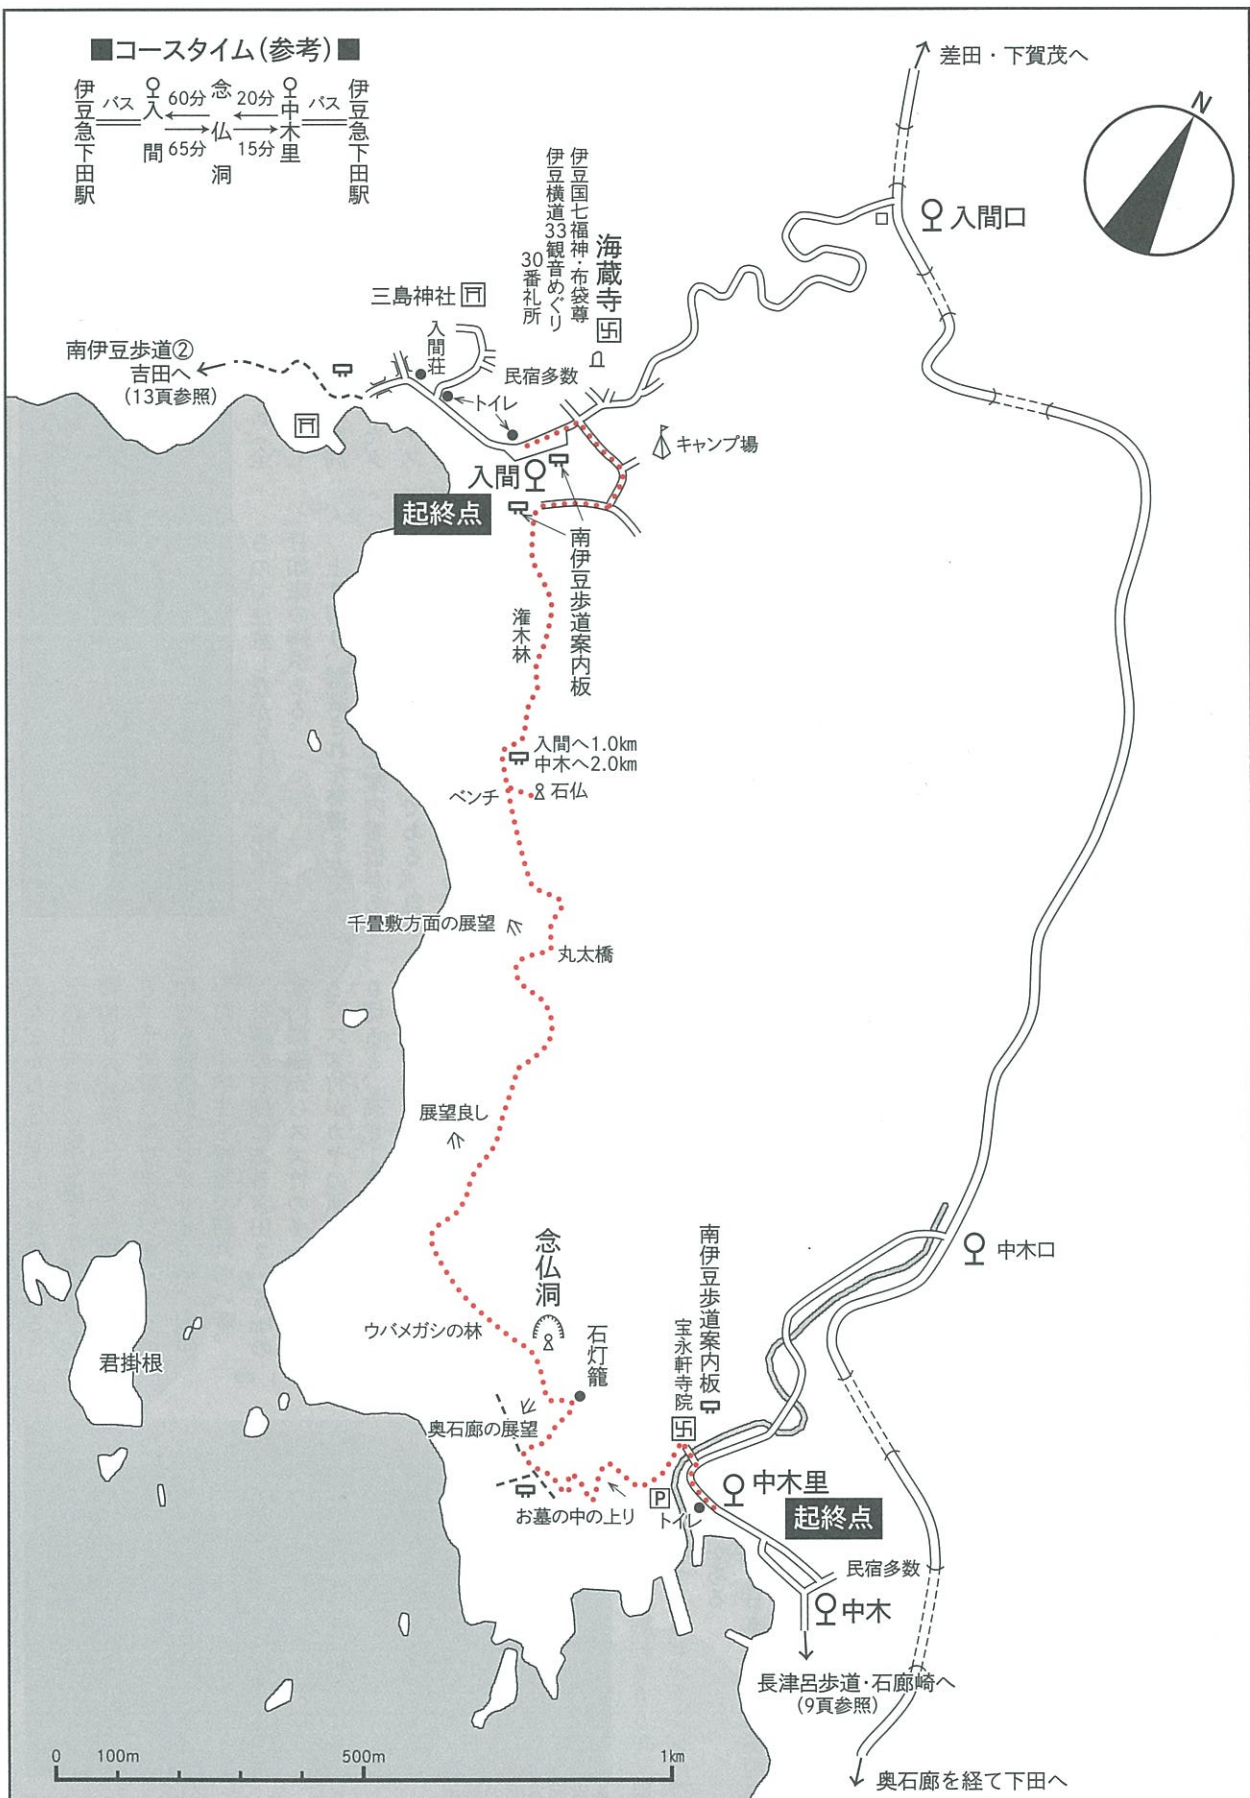 ■コースタイム(参考)■
伊豆急下田駅
バス
入間
60分
65分
念仏洞
20分
15分
中木里
バス
伊豆急下田駅
差田・下賀茂へ
N
入間口
海蔵寺
伊豆国七福神・布袋尊
伊豆横道33観音めぐり
30番礼所
三島神社
入間荘
南伊豆歩道②
吉田へ
(13頁参照)
民宿多数
トイレ
キャンプ場
入間
起終点
南伊豆歩道案内板
潅木林
入間へ1.0km
中木へ2.0km
ベンチ
石仏
千畳敷方面の展望
丸太橋
展望良し
念仏洞
ウバメガシの林
石灯籠
南伊豆歩道案内板
宝永軒寺院
中木口
君掛根
奥石廊の展望
お墓の中の上り
P
トイレ
中木里
起終点
民宿多数
中木
長津呂歩道・石廊崎へ
(9頁参照)
奥石廊を経て下田へ
0 100m 500m 1km